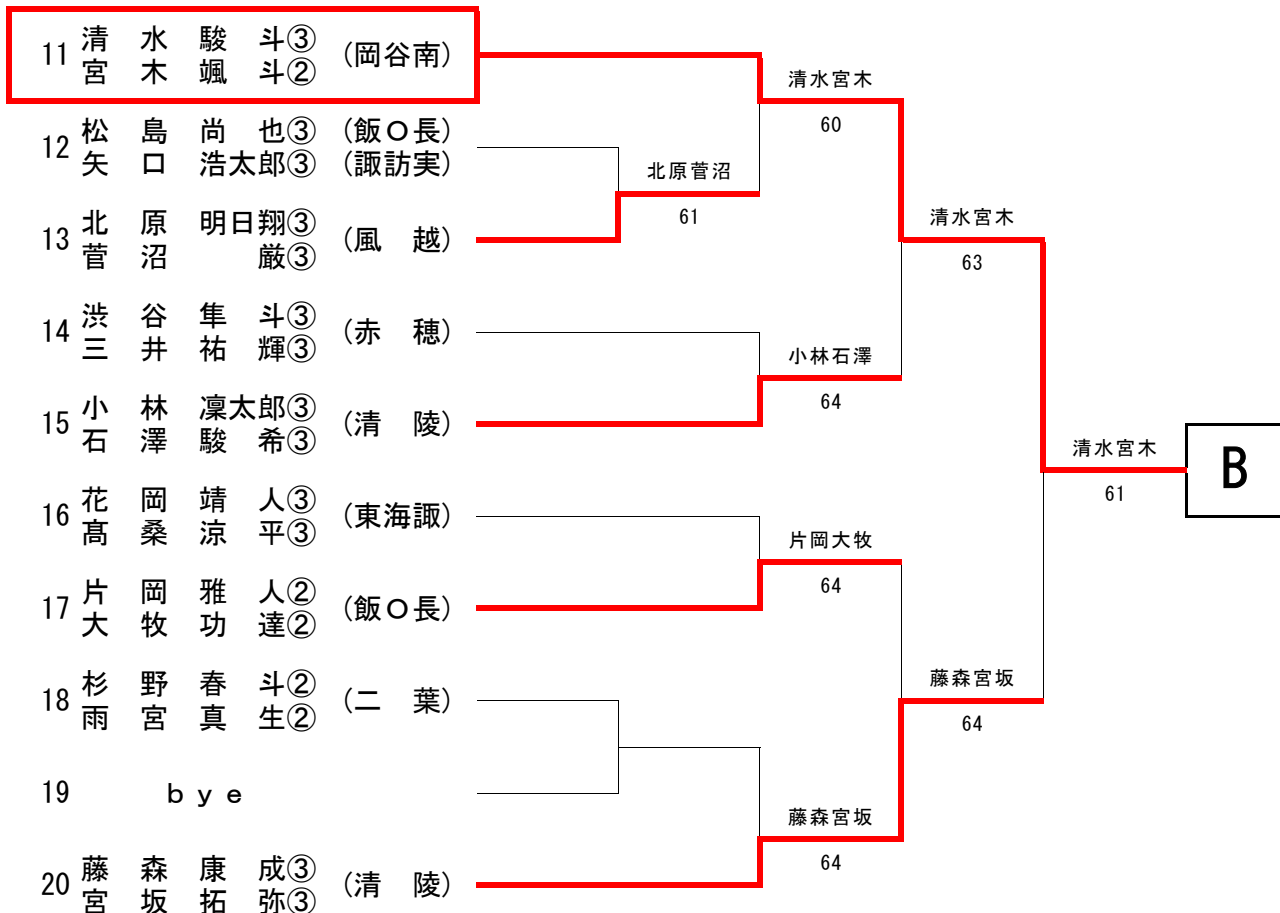 11 清水駿斗③ (岡谷南)
宮木颯斗②
12 松島尚也③ (飯O長)
矢口浩太郎③ (諏訪実)
13 北原明日翔③ (風越)
菅沼厳③
14 渋谷隼斗③ (赤穂)
三井祐輝③
15 小林凜太郎③ (清陵)
石澤駿希③
16 花岡靖人③ (東海諏)
髙桑涼平③
17 片岡雅人② (飯O長)
大牧功達②
18 杉野春斗② (二葉)
雨宮真生②
19 bye
20 藤森康成③ (清陵)
宮坂拓弥③
北原菅沼
61
清水宮木
60
小林石澤
64
片岡大牧
64
藤森宮坂
64
清水宮木
63
藤森宮坂
64
清水宮木
61
B